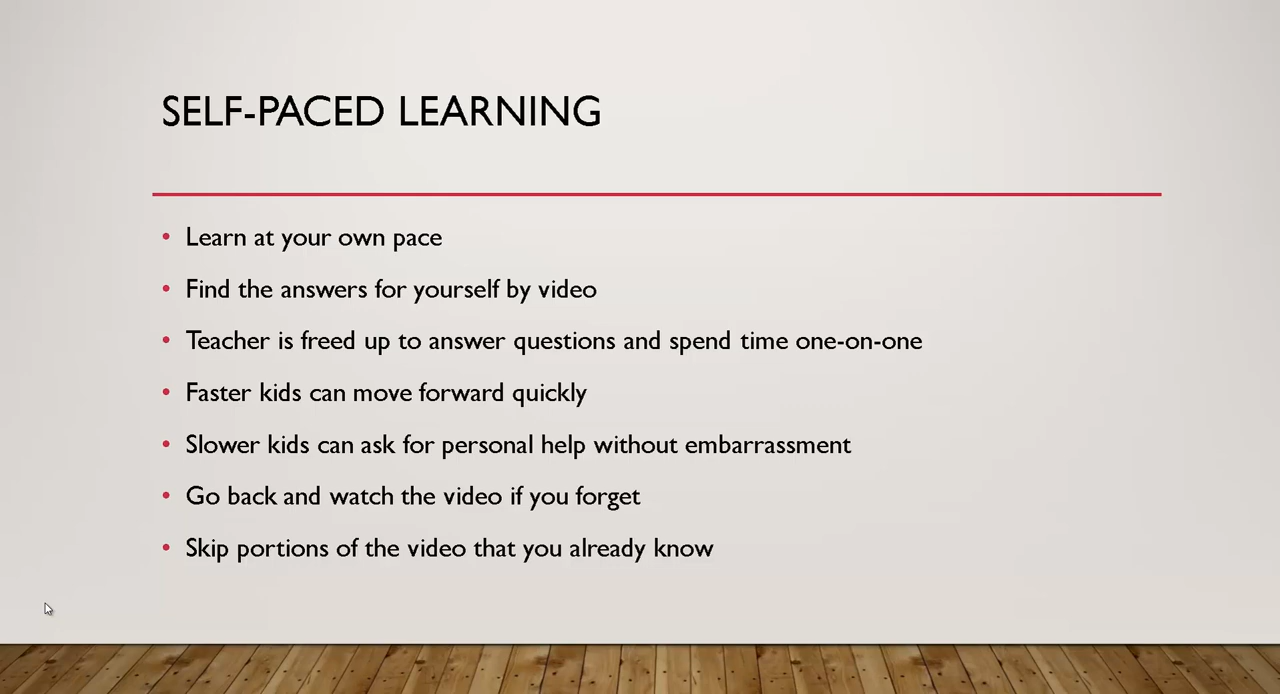 SELF-PACED LEARNING
• Learn at your own pace
• Find the answers for yourself by video
• Teacher is freed up to answer questions and spend time one-on-one
• Faster kids can move forward quickly
• Slower kids can ask for personal help without embarrassment
• Go back and watch the video if you forget
• Skip portions of the video that you already know